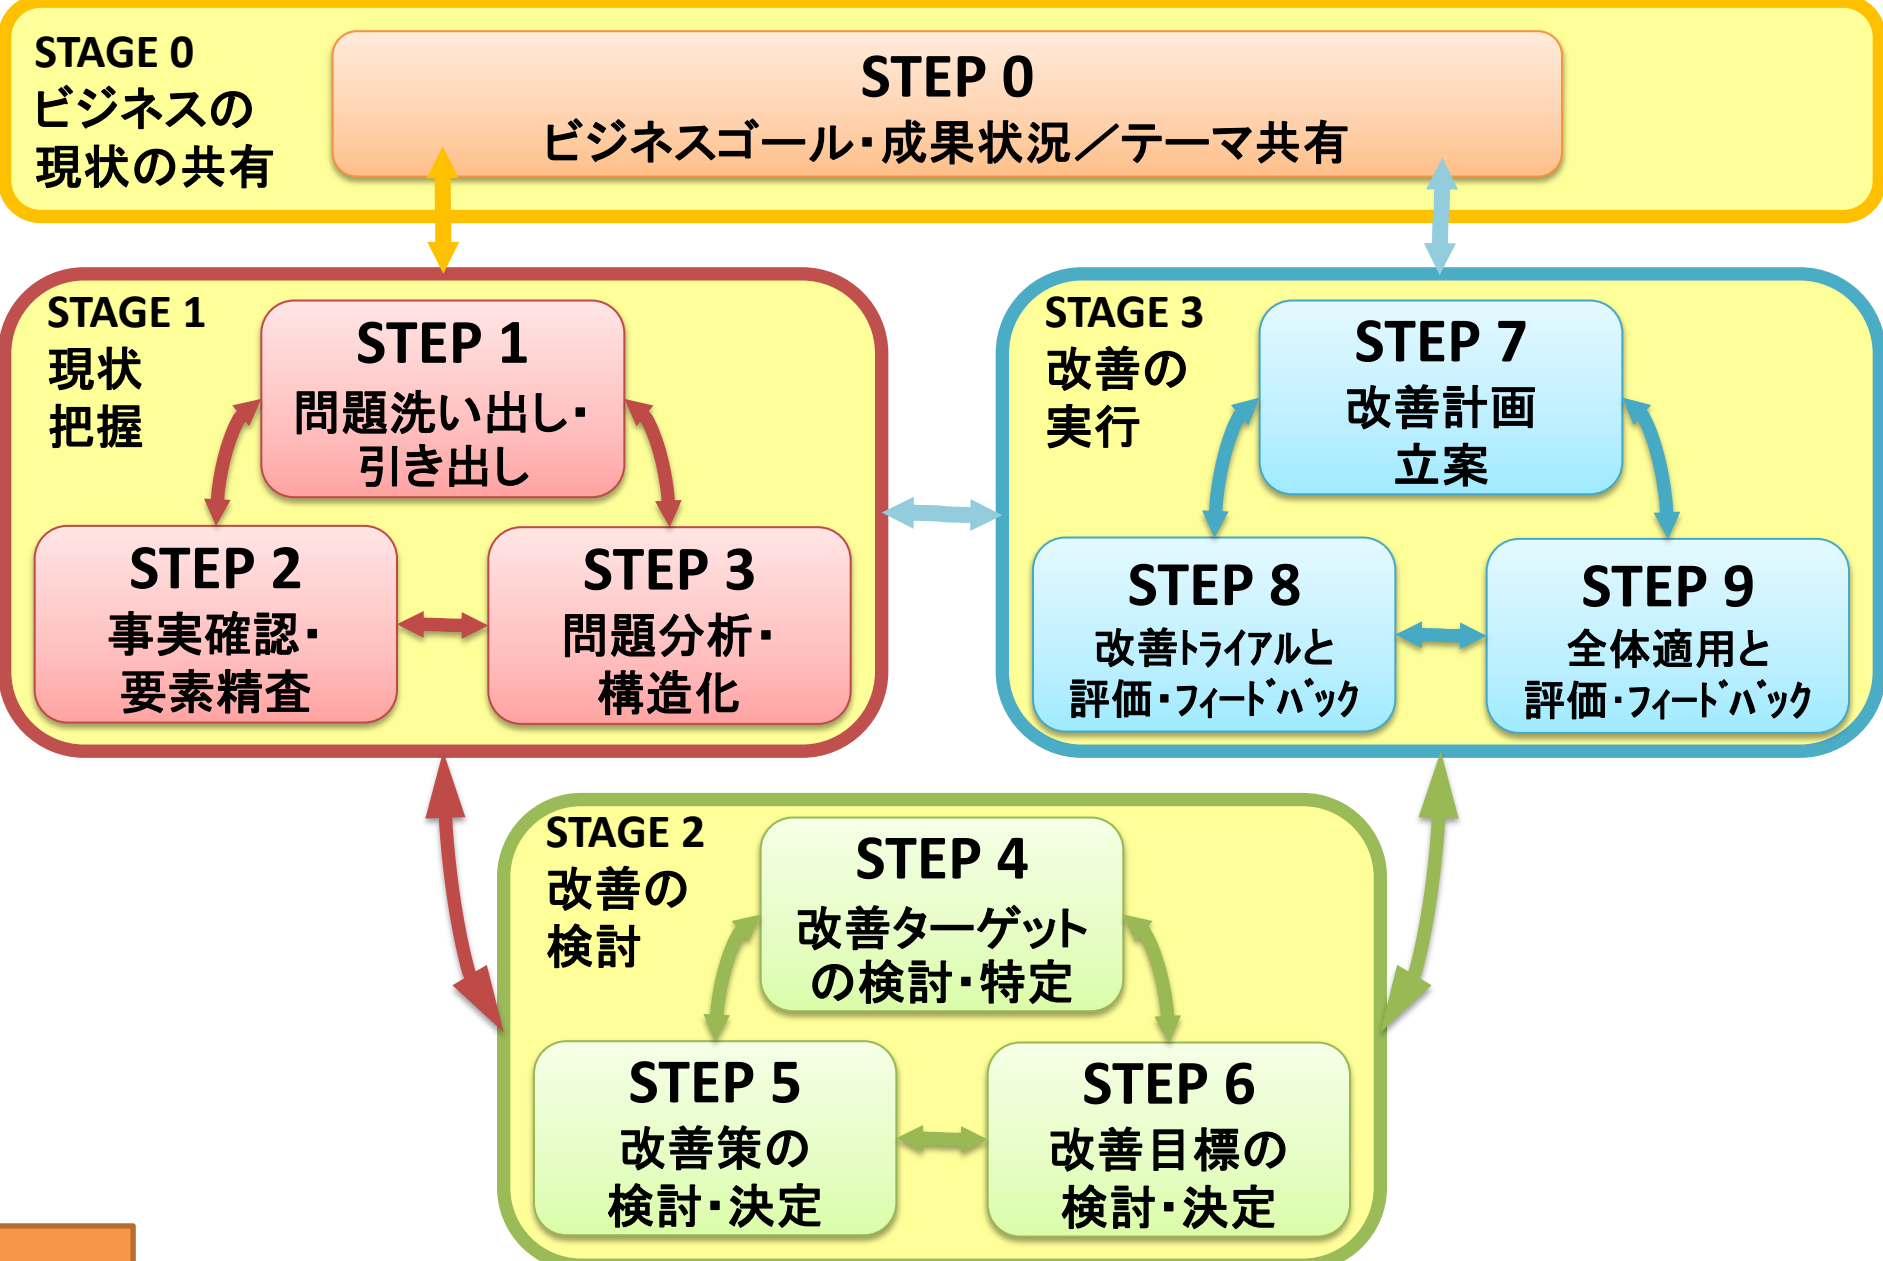 STAGE 0
ビジネスの
現状の共有
STEP 0
ビジネスゴール・成果状況／テーマ共有
STAGE 1
現状
把握
STEP 1
問題洗い出し・
引き出し
STEP 2
事実確認・
要素精査
STEP 3
問題分析・
構造化
STAGE 3
改善の
実行
STEP 7
改善計画
立案
STEP 8
改善ﾄﾗｲｱﾙと
評価・ﾌｨｰﾄﾞﾊﾞｯｸ
STEP 9
全体適用と
評価・ﾌｨｰﾄﾞﾊﾞｯｸ
STAGE 2
改善の
検討
STEP 4
改善ターゲット
の検討・特定
STEP 5
改善策の
検討・決定
STEP 6
改善目標の
検討・決定